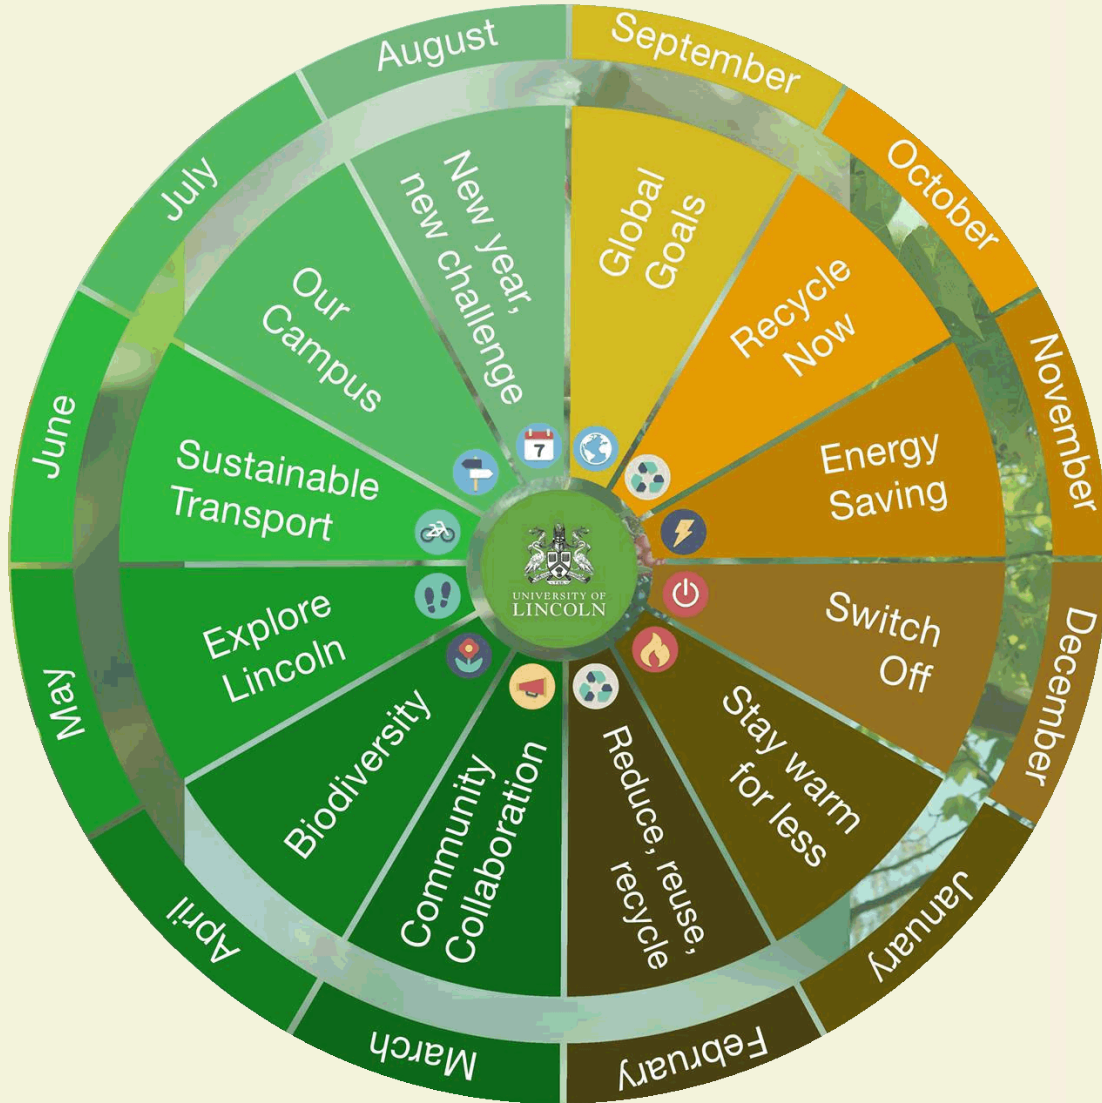 September
October
November
December
January
February
March
April
May
June
July
August
Global
Goals
Recycle
Now
Energy
Saving
Switch
Off
Stay warm
for less
Reduce, reuse,
recycle
Community
Collaboration
Biodiversity
Explore
Lincoln
Sustainable
Transport
Our
Campus
New year,
new challenge
7
UNIVERSITY OF
LINCOLN